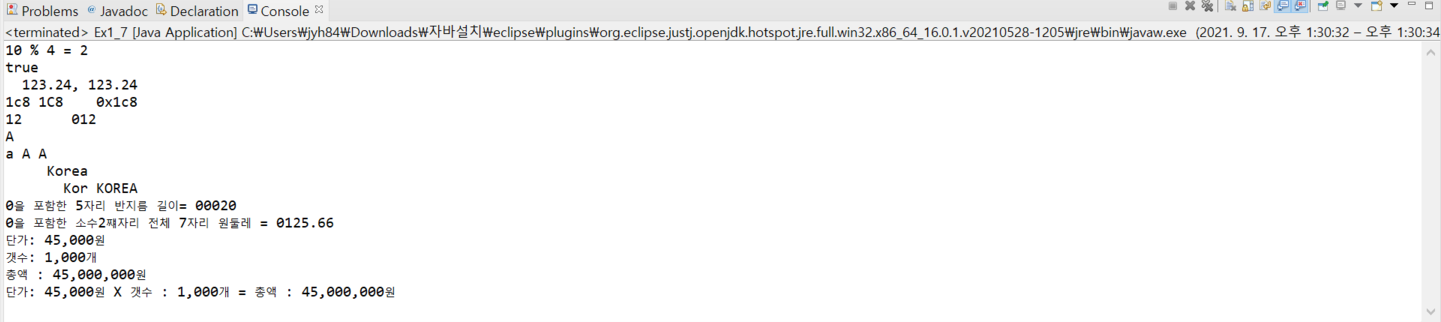 Problems @ Javadoc Declaration Console
<terminated> Ex1_7 [Java Application] C:₩Users₩jyh84₩Downloads₩자바설치₩eclipse₩plugins₩org.eclipse.justj.openjdk.hotspot.jre.full.win32.x86_64_16.0.1.v20210528-1205₩jre₩bin₩javaw.exe (2021. 9. 17. 오후 1:30:32 – 오후 1:30:34
10 % 4 = 2
true
  123.24, 123.24
1c8 1C8    0x1c8
12      012
A
a A A
     Korea
       Kor KOREA
0을 포함한 5자리 반지름 길이= 00020
0을 포함한 소수2쨰자리 전체 7자리 원둘레 = 0125.66
단가: 45,000원
갯수: 1,000개
총액 : 45,000,000원
단가: 45,000원 X 갯수 : 1,000개 = 총액 : 45,000,000원